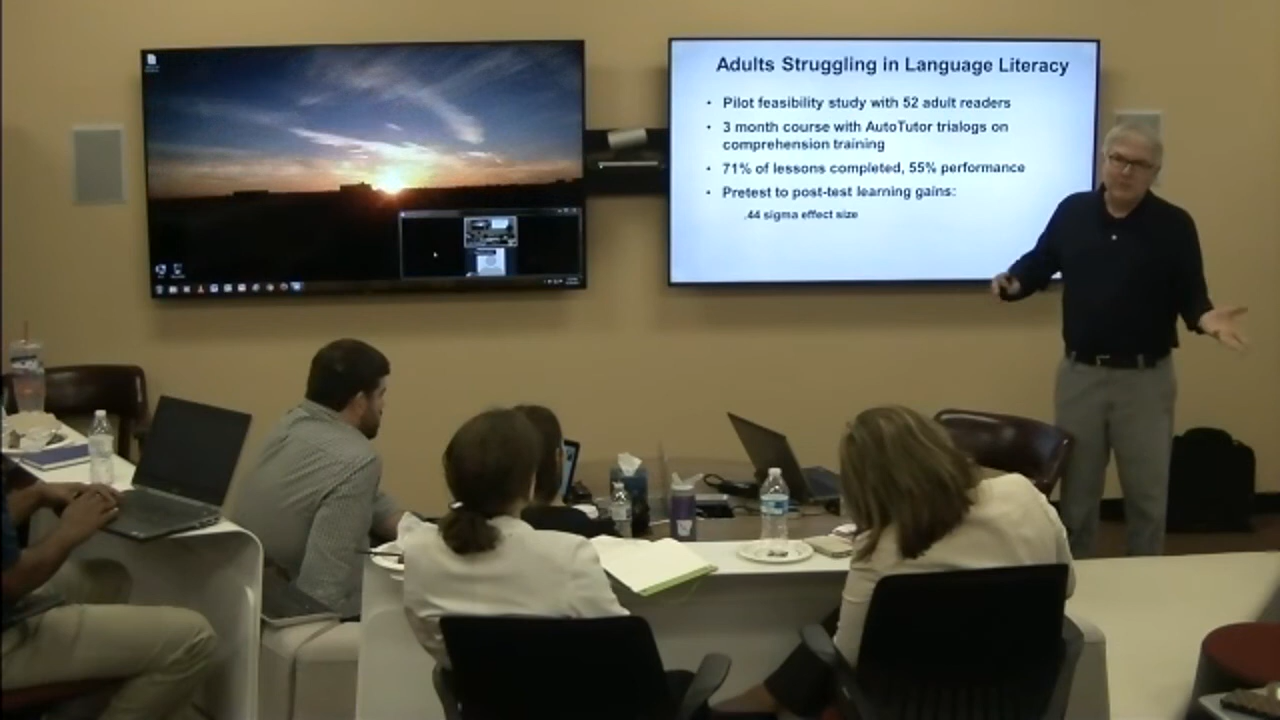 Adults Struggling in Language Literacy
• Pilot feasibility study with 52 adult readers
• 3 month course with AutoTutor trialogs on
comprehension training
• 71% of lessons completed, 55% performance
• Pretest to post-test learning gains:
.44 sigma effect size